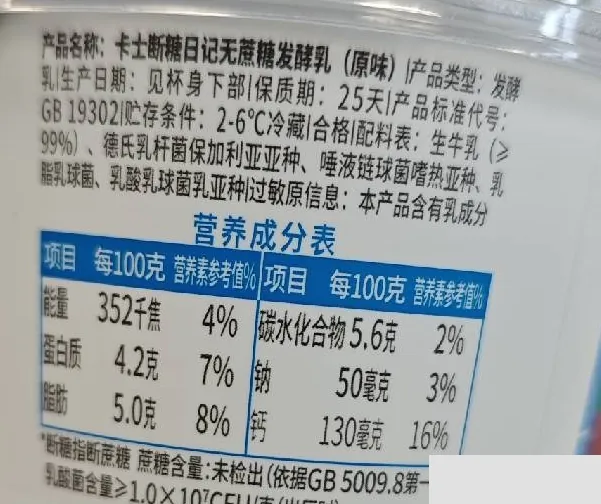 产品名称：卡士断糖日记无蔗糖发酵乳（原味）|产品类型：发酵
乳|生产日期：见杯身下部|保质期：25天|产品标准代号：
GB 19302|贮存条件：2-6℃冷藏|合格|配料表：生牛乳（≥
99%）、德氏乳杆菌保加利亚亚种、唾液链球菌嗜热亚种、乳
脂乳球菌、乳酸乳球菌乳亚种|过敏原信息：本产品含有乳成分
营养成分表
项目 每100克 营养素参考值% 项目 每100克 营养素参考值%
能量 352千焦 4% 碳水化合物 5.6克 2%
蛋白质 4.2克 7% 钠 50毫克 3%
脂肪 5.0克 8% 钙 130毫克 16%
*断糖指断蔗糖 蔗糖含量:未检出(依据GB 5009.8第一
乳酸菌含量≥1.0×10⁷CFU/克